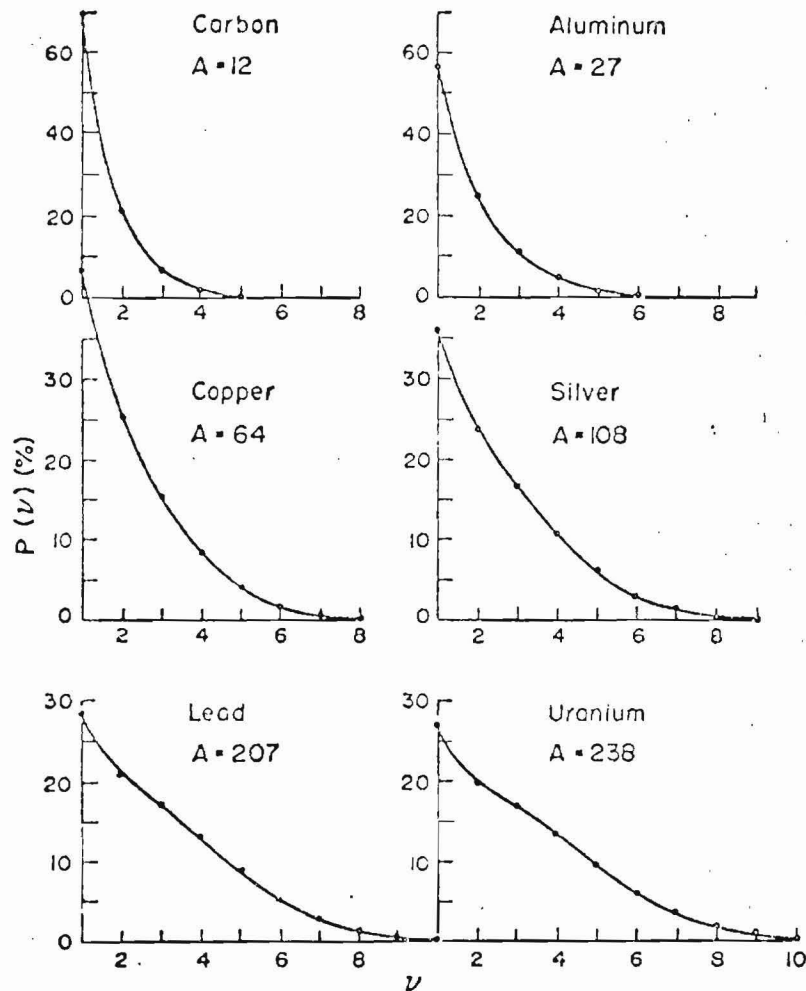 Carbon
A = 12
60
40
20
0
2 4 6 8
Aluminum
A = 27
60
40
20
0
2 4 6 8
Copper
A = 64
30
20
10
0
2 4 6 8
Silver
A = 108
30
20
10
0
2 4 6 8
P (ν) (%)
Lead
A = 207
30
20
10
0
2 4 6 8
Uranium
A = 238
30
20
10
0
2 4 6 8 10
ν